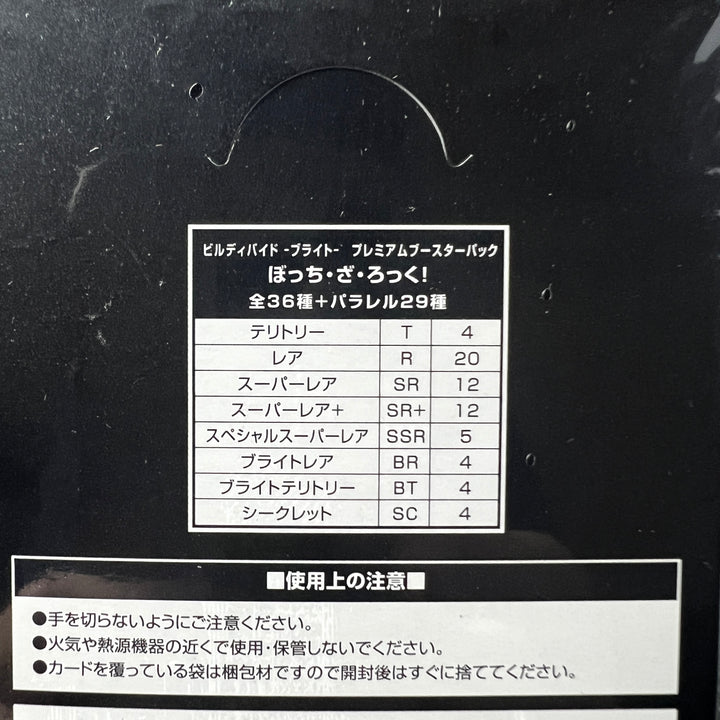 ビルディバイド -ブライト- プレミアムブースターパック
ぼっち・ざ・ろっく!
全36種+パラレル29種
テリトリー T 4
レア R 20
スーパーレア SR 12
スーパーレア+ SR+ 12
スペシャルスーパーレア SSR 5
ブライトレア BR 4
ブライトテリトリー BT 4
シークレット SC 4
■使用上の注意■
●手を切らないようにご注意ください。
●火気や熱源機器の近くで使用・保管しないでください。
●カードを覆っている袋は梱包材ですので開封後はすぐに捨ててください。